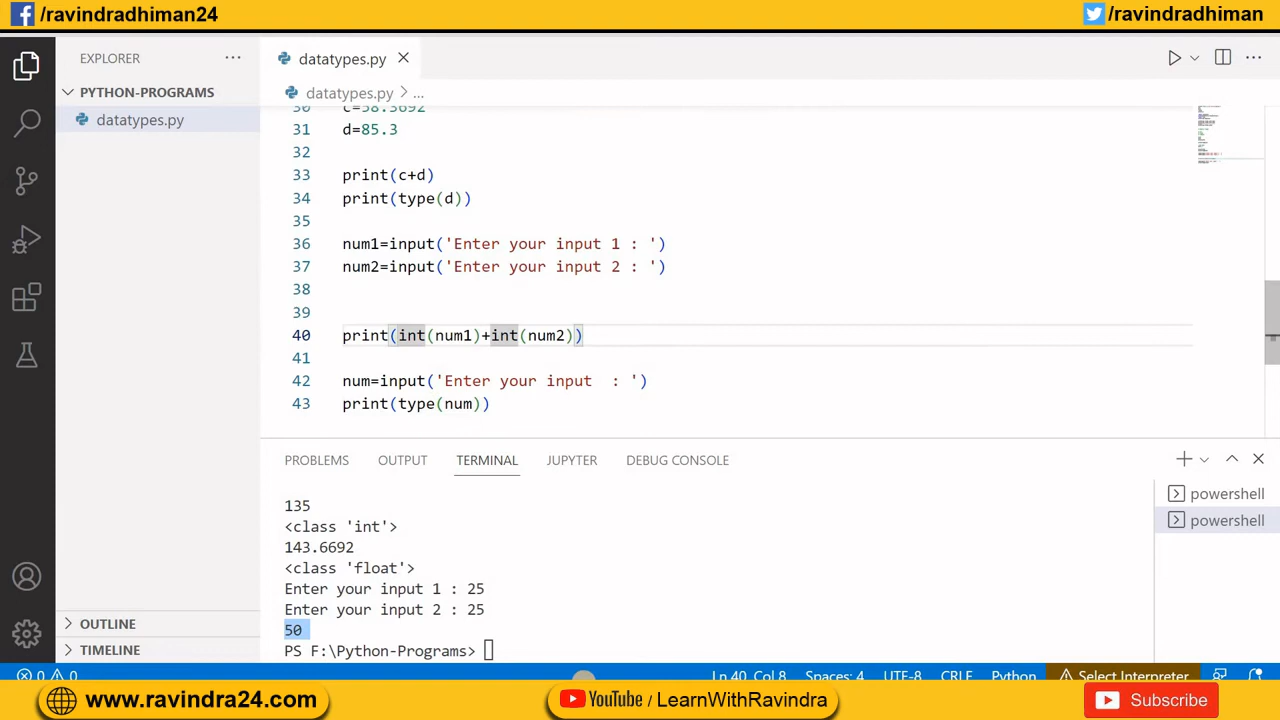 /ravindradhiman24
/ravindradhiman
EXPLORER
PYTHON-PROGRAMS
datatypes.py
OUTLINE
TIMELINE
datatypes.py
datatypes.py > ...
30 c=58.3692
31 d=85.3
32
33 print(c+d)
34 print(type(d))
35
36 num1=input('Enter your input 1 : ')
37 num2=input('Enter your input 2 : ')
38
39
40 print(int(num1)+int(num2))
41
42 num=input('Enter your input  : ')
43 print(type(num))
PROBLEMS OUTPUT TERMINAL JUPYTER DEBUG CONSOLE
135
<class 'int'>
143.6692
<class 'float'>
Enter your input 1 : 25
Enter your input 2 : 25
50
PS F:\Python-Programs>
powershell
powershell
0 0 Ln 40, Col 8 Spaces: 4 UTF-8 CRLF Python Select Interpreter
www.ravindra24.com
YouTube / LearnWithRavindra
Subscribe